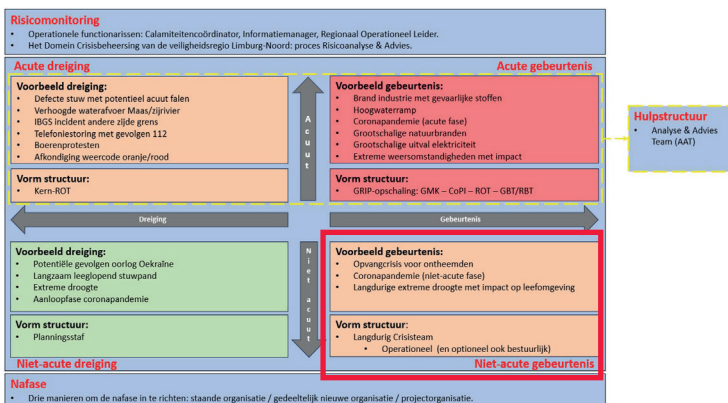 Risicomonitoring
• Operationele functionarissen: Calamiteitencoördinator, Informatiemanager, Regionaal Operationeel Leider.
• Het Domein Crisisbeheersing van de veiligheidsregio Limburg-Noord: proces Risicoanalyse & Advies.
Acute dreiging
Acute gebeurtenis
Voorbeeld dreiging:
• Defecte stuw met potentieel acuut falen
• Verhoogde waterafvoer Maas/zijrivier
• IBGS incident andere zijde grens
• Telefoniestoring met gevolgen 112
• Boerenprotesten
• Afkondiging weercode oranje/rood
Vorm structuur:
• Kern-ROT
Acuut
Voorbeeld gebeurtenis:
• Brand industrie met gevaarlijke stoffen
• Hoogwaterramp
• Coronapandemie (acute fase)
• Grootschalige natuurbranden
• Grootschalige uitval elektriciteit
• Extreme weersomstandigheden met impact
Vorm structuur:
• GRIP-opschaling: GMK – CoPI – ROT – GBT/RBT
Hulpstructuur
• Analyse & Advies
Team (AAT)
Dreiging
Gebeurtenis
Voorbeeld dreiging:
• Potentiële gevolgen oorlog Oekraïne
• Langzaam leeglopend stuwpand
• Extreme droogte
• Aanloopfase coronapandemie
Vorm structuur:
• Planningsstaf
Niet acuut
Voorbeeld gebeurtenis:
• Opvangcrisis voor ontheemden
• Coronapandemie (niet-acute fase)
• Langdurige extreme droogte met impact op leefomgeving
Vorm structuur:
• Langdurig Crisisteam
• Operationeel (en optioneel ook bestuurlijk)
Niet-acute dreiging
Niet-acute gebeurtenis
Nafase
• Drie manieren om de nafase in te richten: staande organisatie / gedeeltelijk nieuwe organisatie / projectorganisatie.